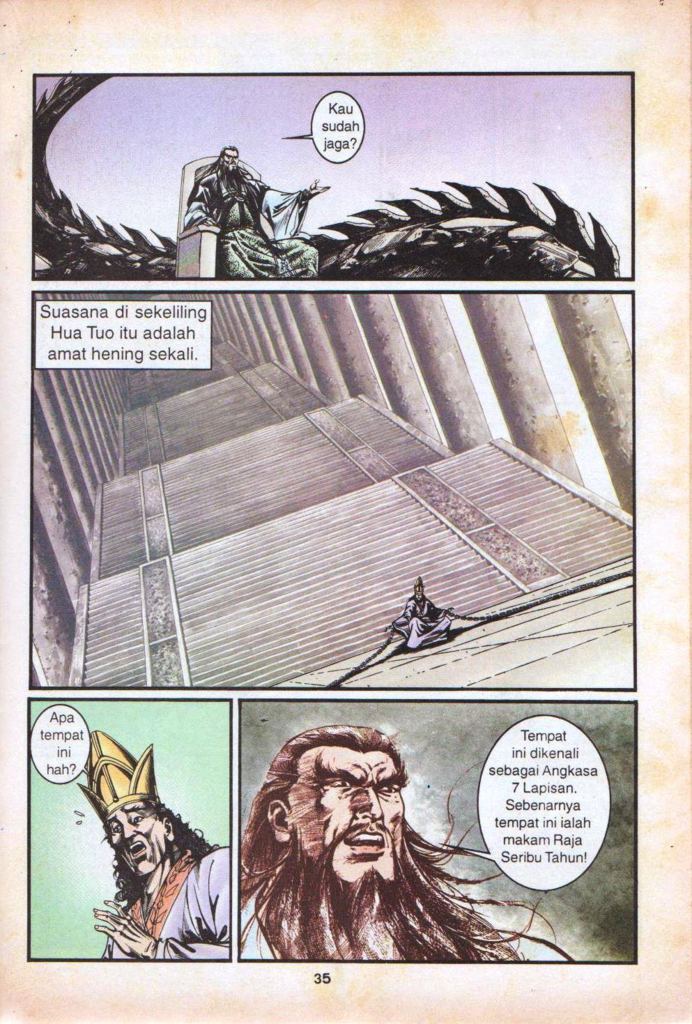 Kau
sudah
jaga?
Suasana di sekeliling
Hua Tuo itu adalah
amat hening sekali.
Apa
tempat
ini
hah?
Tempat
ini dikenali
sebagai Angkasa
7 Lapisan.
Sebenarnya
tempat ini ialah
makam Raja
Seribu Tahun!
35